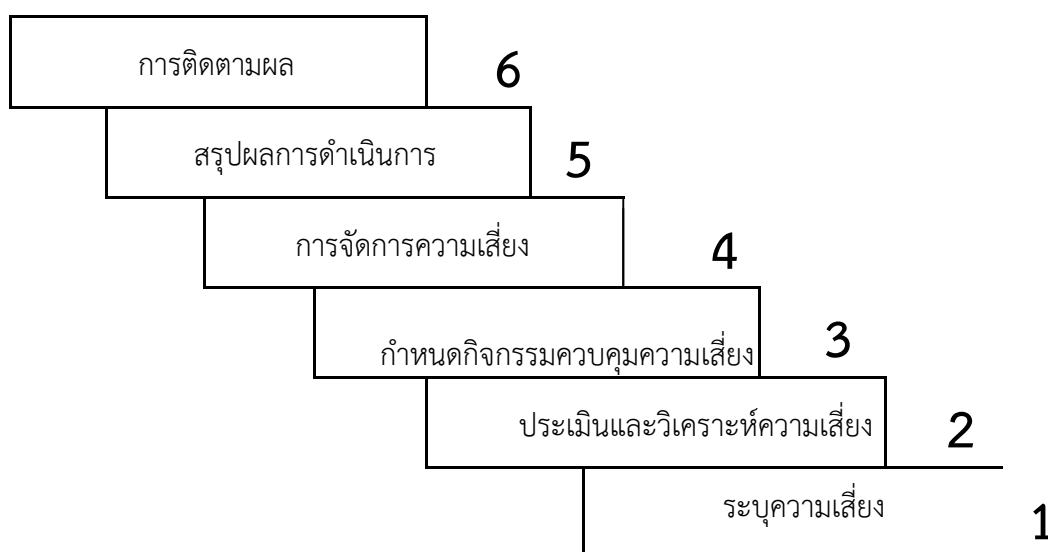 การติดตามผล 6
สรุปผลการดำเนินการ 5
การจัดการความเสี่ยง 4
กำหนดกิจกรรมควบคุมความเสี่ยง 3
ประเมินและวิเคราะห์ความเสี่ยง 2
ระบุความเสี่ยง 1